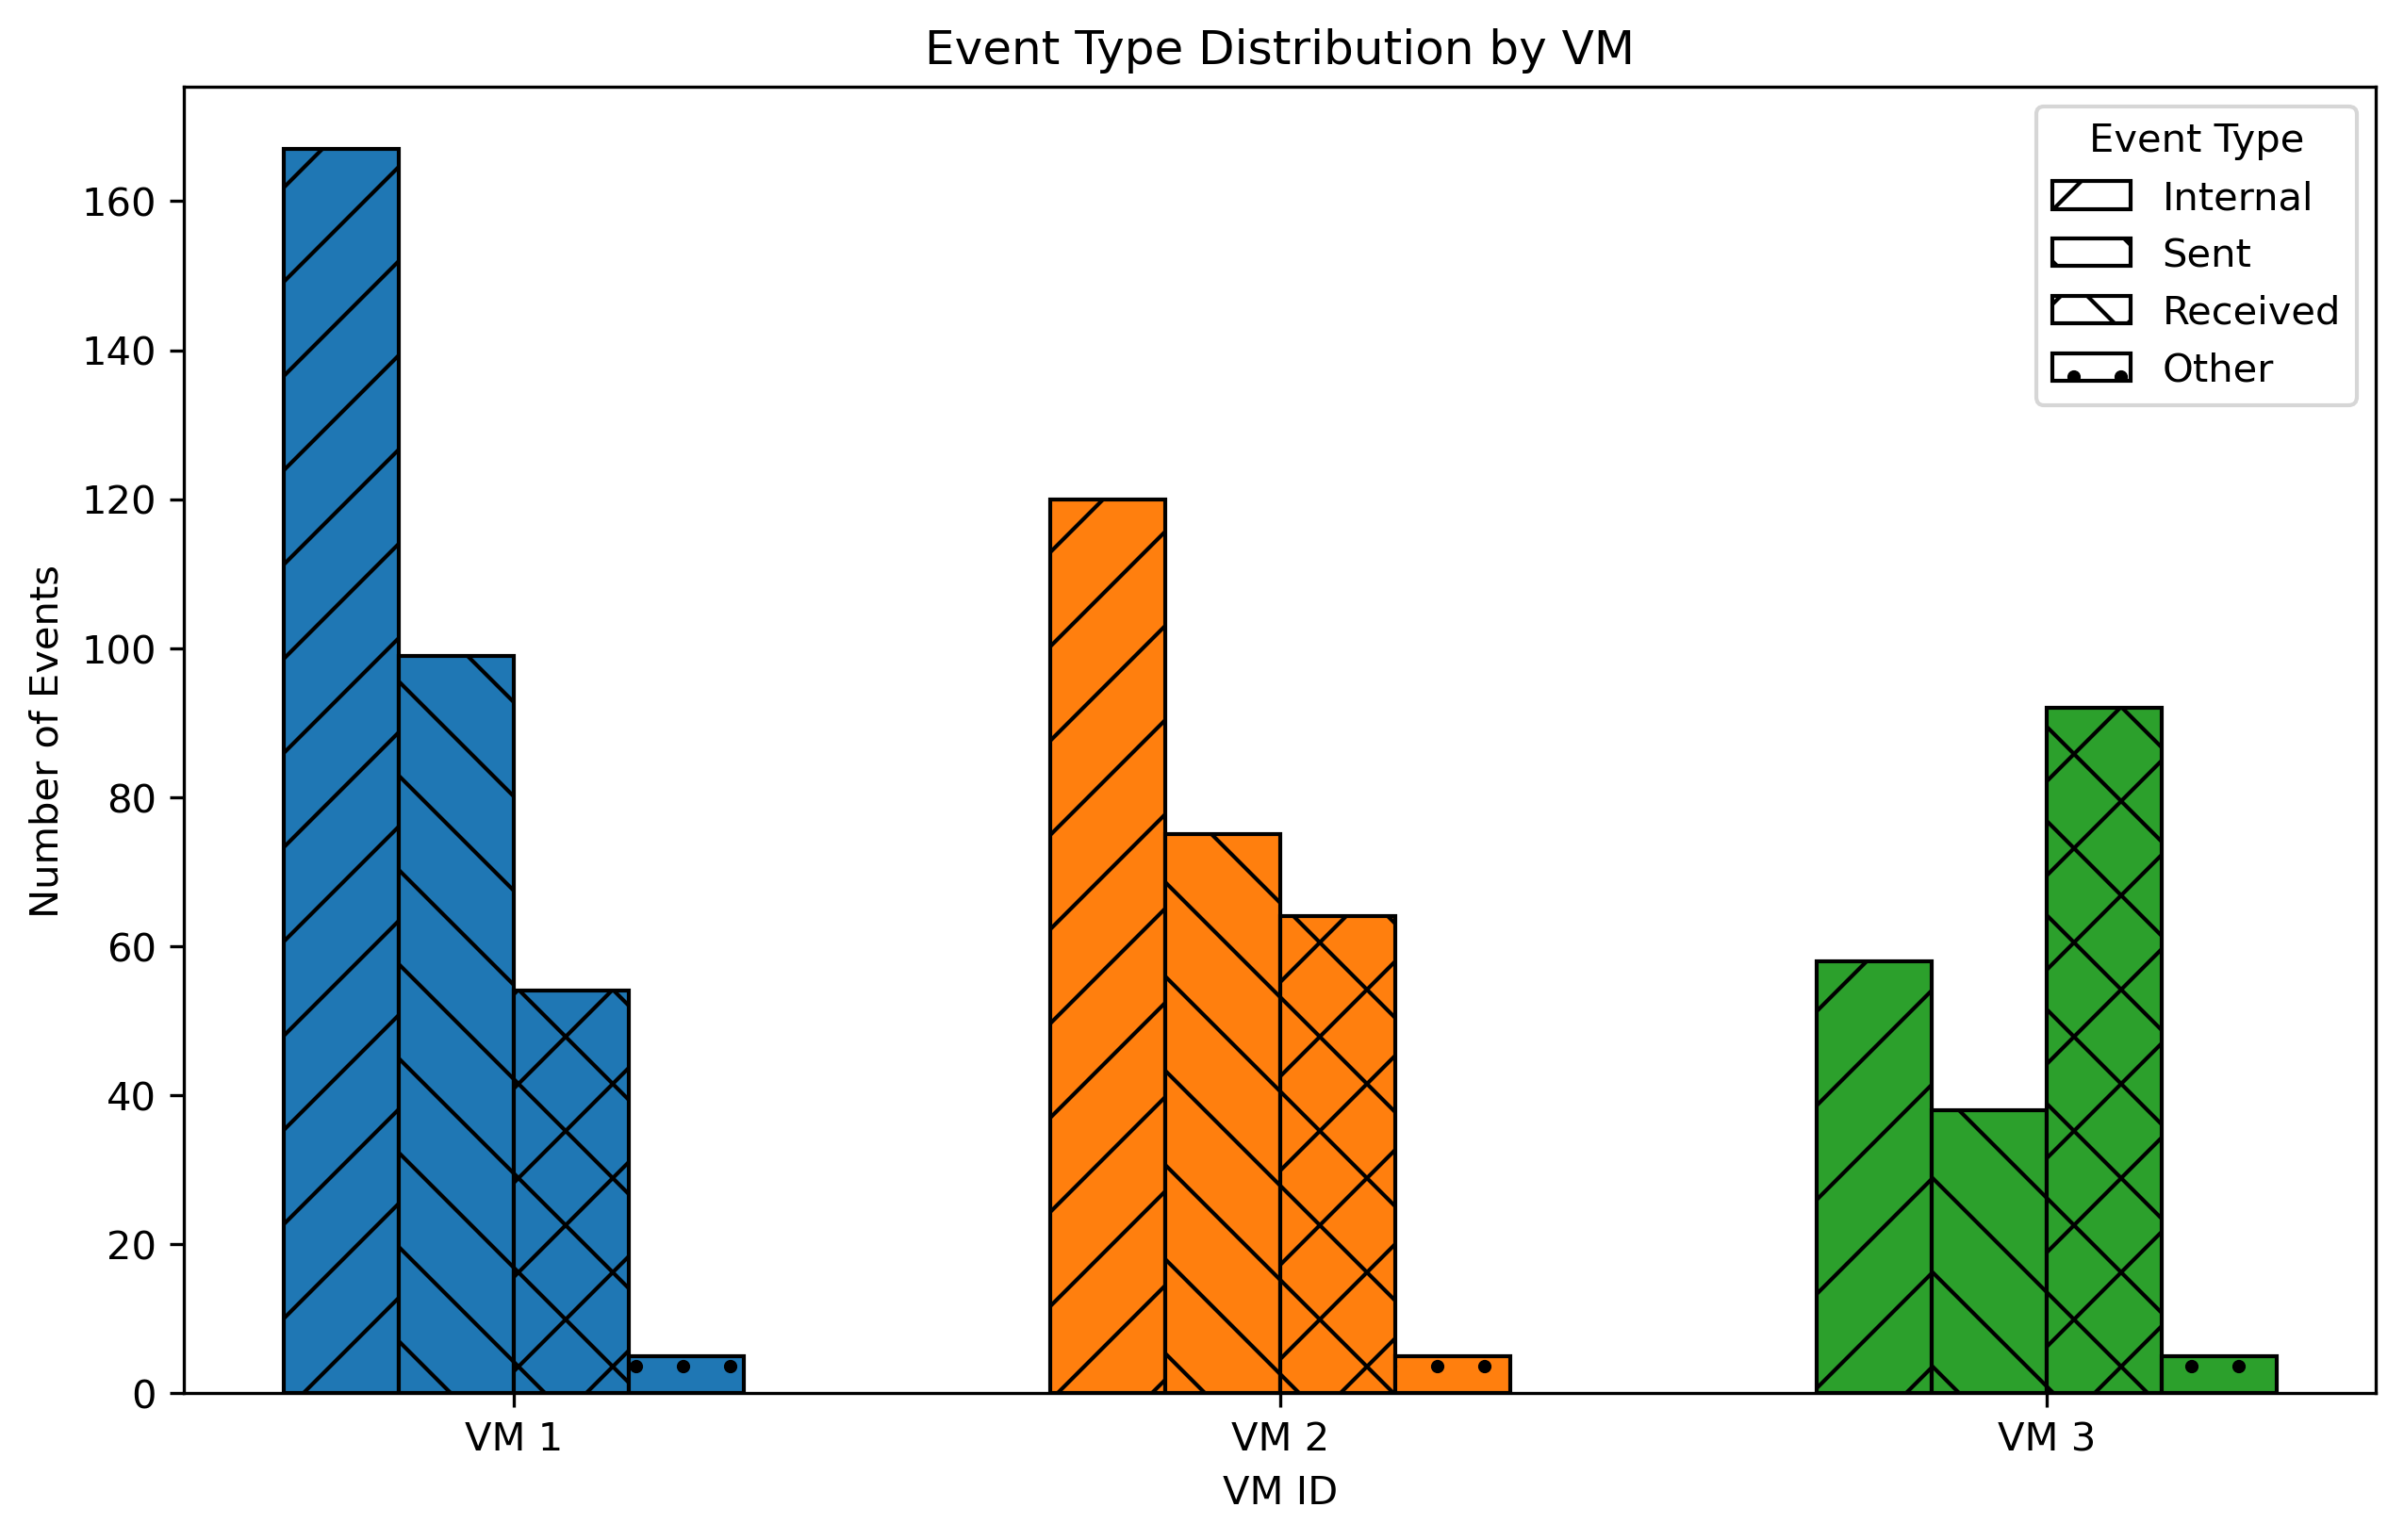 Event Type Distribution by VM
Event Type
Internal
Sent
Received
Other
Number of Events
160
140
120
100
80
60
40
20
0
VM 1
VM 2
VM 3
VM ID